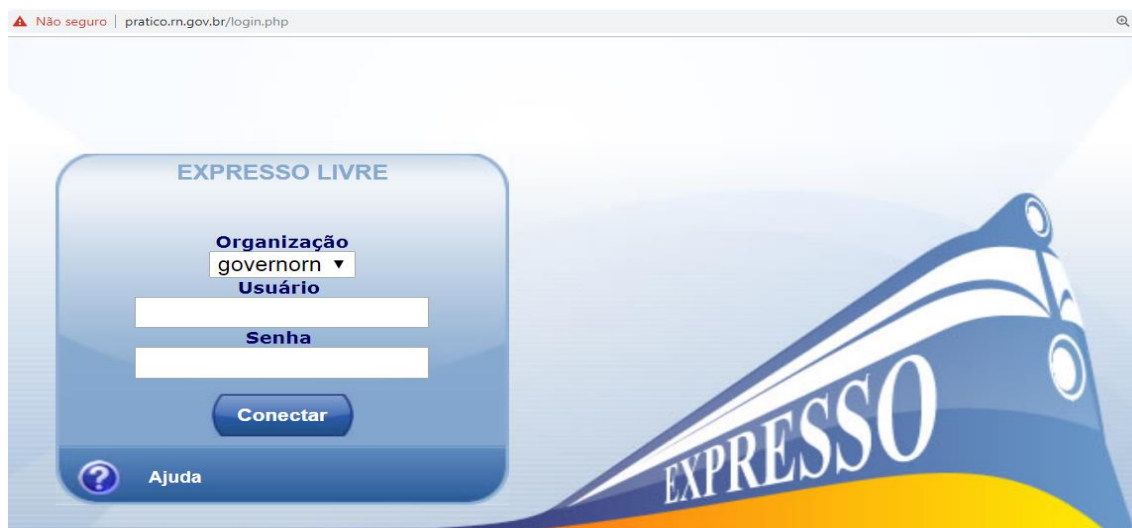 Não seguro | pratico.rn.gov.br/login.php
EXPRESSO LIVRE
Organização
governorn ▼
Usuário
Senha
Conectar
? Ajuda
EXPRESSO